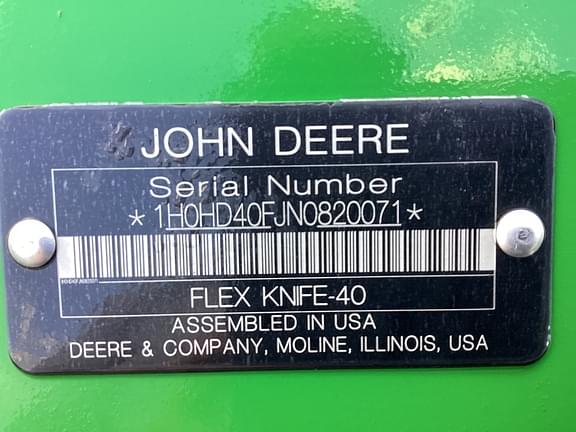 JOHN DEERE
Serial Number
*1H0HD40FJN0820071*
FLEX KNIFE-40
ASSEMBLED IN USA
DEERE & COMPANY, MOLINE, ILLINOIS, USA